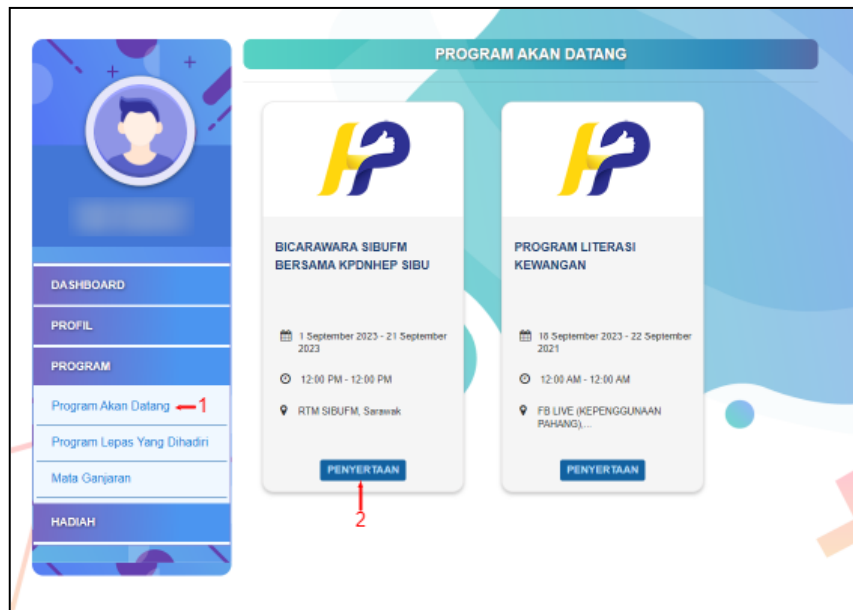 PROGRAM AKAN DATANG
HP
HP
BICARAWARA SIBUFM
BERSAMA KPDNHEP SIBU
1 September 2023 - 21 September
2023
12:00 PM - 12:00 PM
RTM SIBUFM, Sarawak
PENYERTAAN
2
PROGRAM LITERASI
KEWANGAN
18 September 2023 - 22 September
2021
12:00 AM - 12:00 AM
FB LIVE (KEPENGGUNAAN
PAHANG),...
PENYERTAAN
DASHBOARD
PROFIL
PROGRAM
Program Akan Datang 1
Program Lepas Yang Dihadiri
Mata Ganjaran
HADIAH